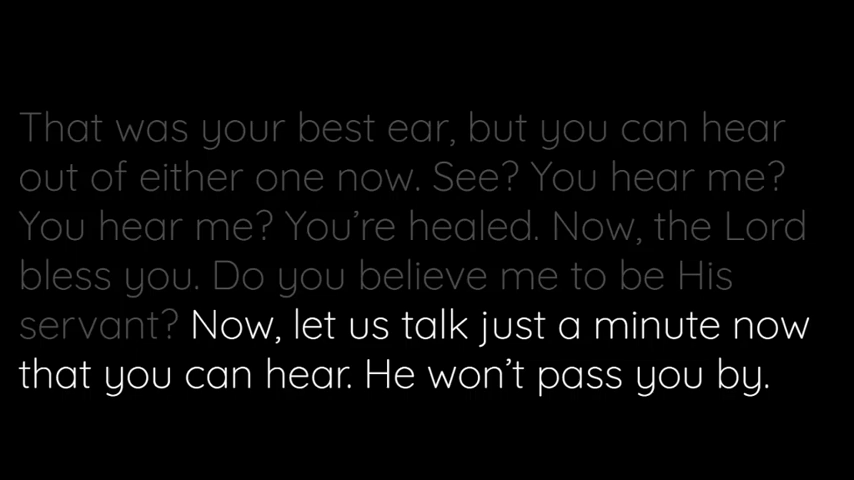 That was your best ear, but you can hear
out of either one now. See? You hear me?
You hear me? You’re healed. Now, the Lord
bless you. Do you believe me to be His
servant? Now, let us talk just a minute now
that you can hear. He won’t pass you by.